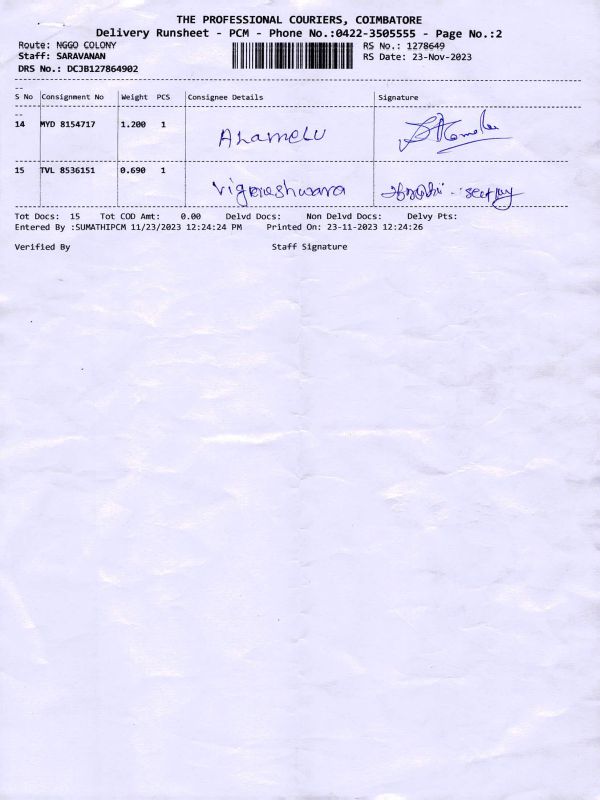 THE PROFESSIONAL COURIERS, COIMBATORE
Delivery Runsheet - PCM - Phone No.:0422-3505555 - Page No.:2
Route: NGGO COLONY RS No.: 1278649
Staff: SARAVANAN RS Date: 23-Nov-2023
DRS No.: DCJB127864902
S No Consignment No Weight PCS Consignee Details Signature
14 MYD 8154717 1.200 1 Alamelu
15 TVL 8536151 0.690 1 Vigneshwara
Tot Docs: 15 Tot COD Amt: 0.00 Delvd Docs: Non Delvd Docs: Delvy Pts:
Entered By :SUMATHIPCM 11/23/2023 12:24:24 PM Printed On: 23-11-2023 12:24:26
Verified By Staff Signature